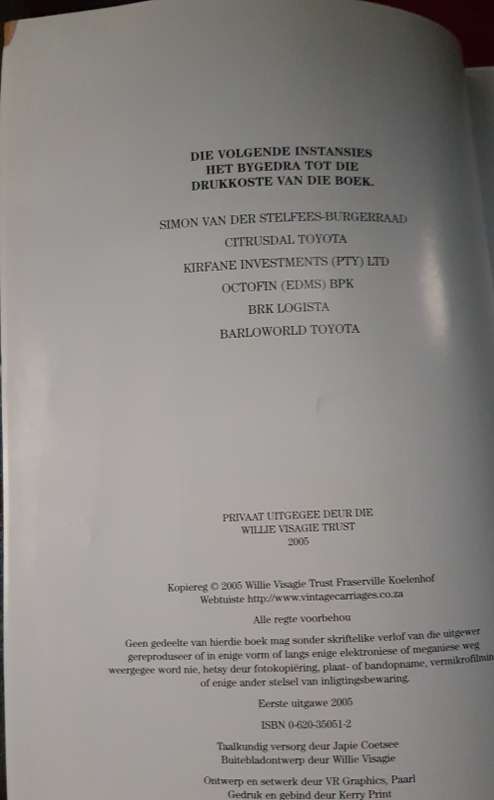 DIE VOLGENDE INSTANSIES
HET BYGEDRA TOT DIE
DRUKKOSTE VAN DIE BOEK.
SIMON VAN DER STELFEES-BURGERRAAD
CITRUSDAL TOYOTA
KIRFANE INVESTMENTS (PTY) LTD
OCTOFIN (EDMS) BPK
BRK LOGISTA
BARLOWORLD TOYOTA
PRIVAAT UITGEGEE DEUR DIE
WILLIE VISAGIE TRUST
2005
Kopiereg © 2005 Willie Visagie Trust Fraserville Koelenhof
Webtuiste http://www.vintagecarriages.co.za
Alle regte voorbehou
Geen gedeelte van hierdie boek mag sonder skriftelike verlof van die uitgewer
gereproduseer of in enige vorm of langs enige elektroniese of meganiese weg
weergegee word nie, hetsy deur fotokopiëring, plaat- of bandopname, vermikrofilming
of enige ander stelsel van inligtingsbewaring.
Eerste uitgawe 2005
ISBN 0-620-35051-2
Taalkundig versorg deur Japie Coetsee
Buitebladontwerp deur Willie Visagie
Ontwerp en setwerk deur VR Graphics, Paarl
Gedruk en gebind deur Kerry Print